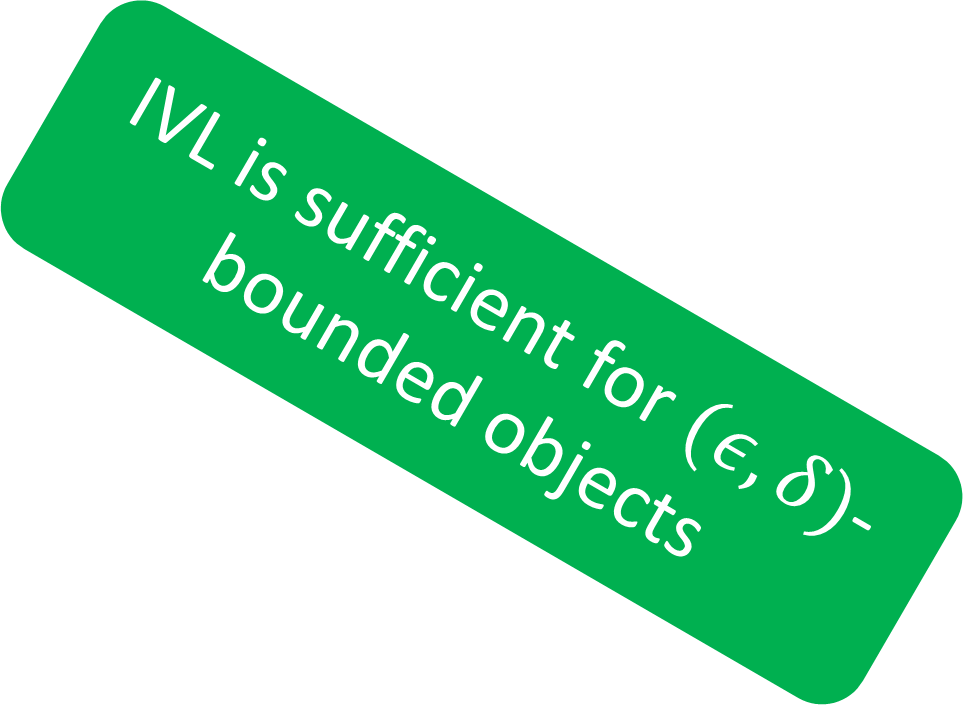 IVL is sufficient for (ϵ, δ)-
bounded objects